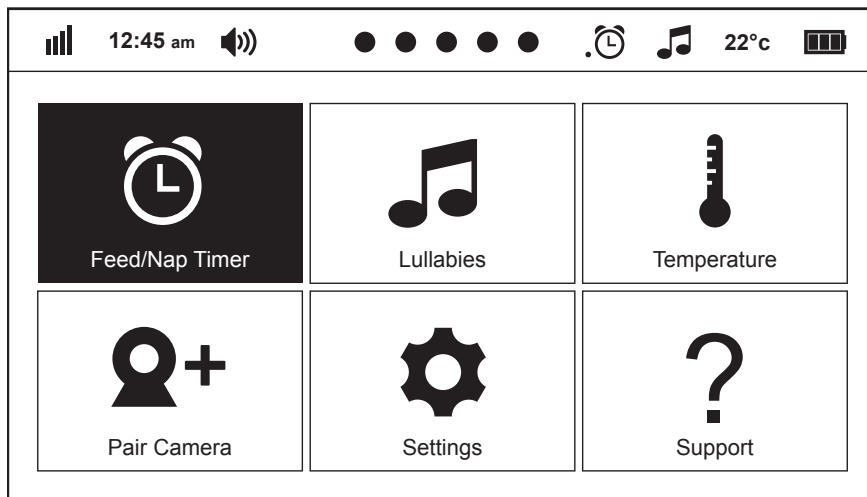 12:45 am 22°c
Feed/Nap Timer Lullabies Temperature
Pair Camera Settings Support